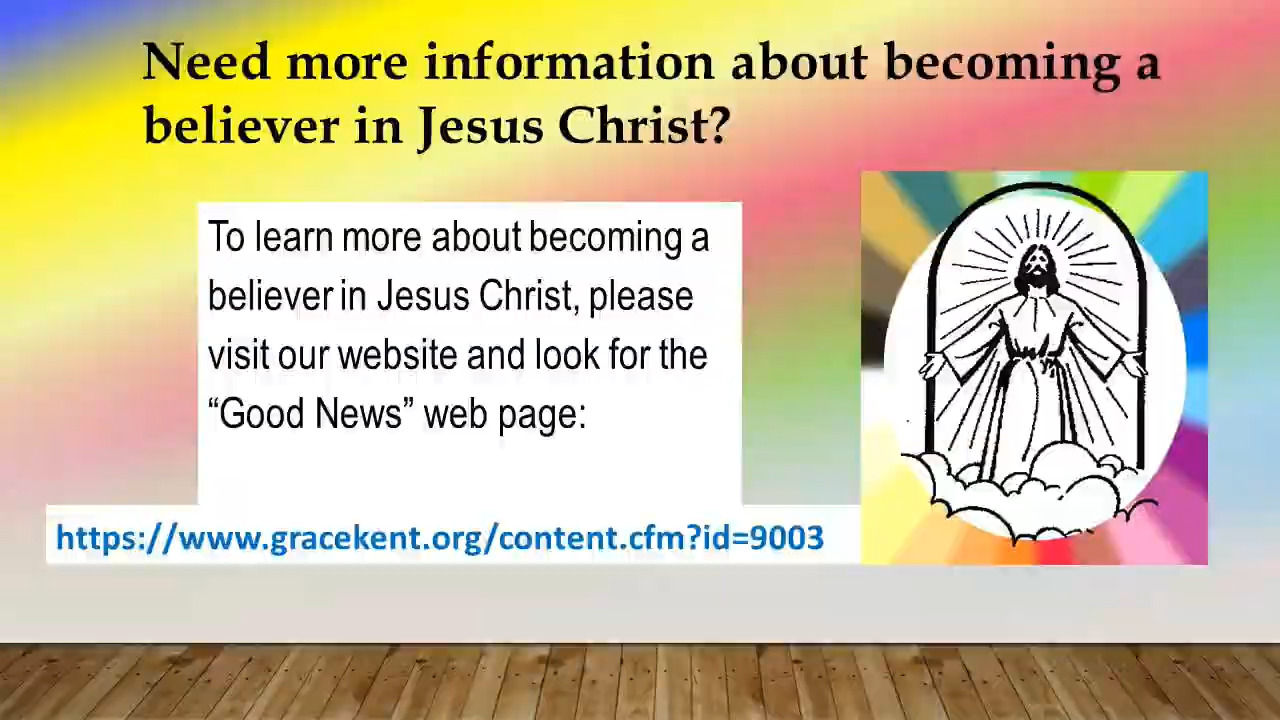 Need more information about becoming a
believer in Jesus Christ?
To learn more about becoming a
believer in Jesus Christ, please
visit our website and look for the
“Good News” web page:
https://www.gracekent.org/content.cfm?id=9003